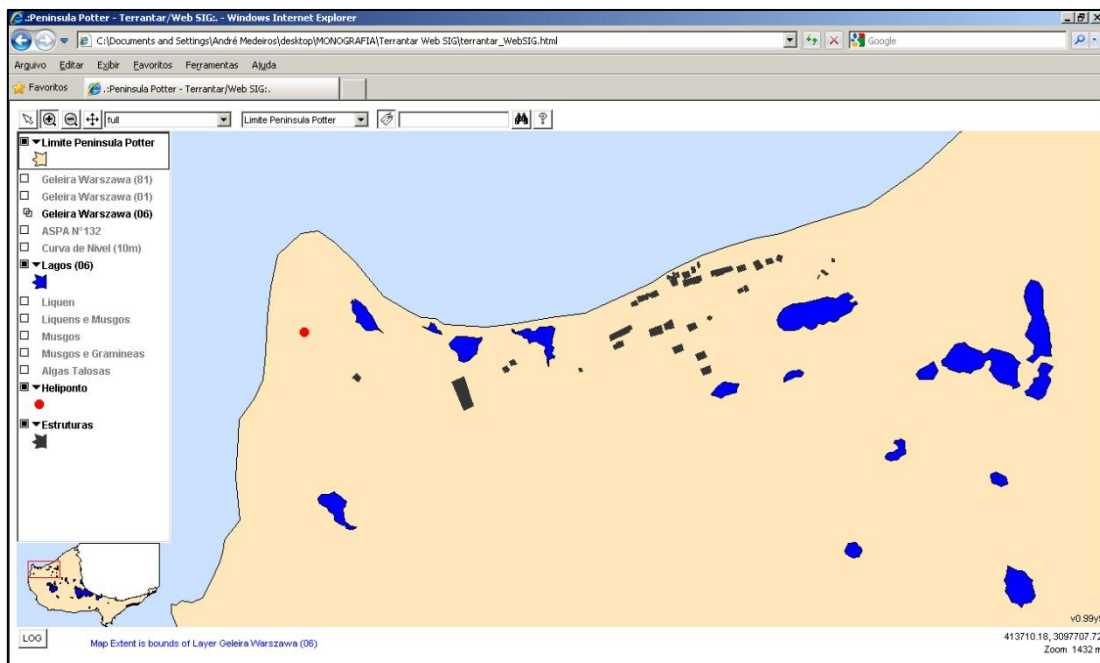 .:Peninsula Potter - Terrantar/Web SIG:. - Windows Internet Explorer
C:\Documents and Settings\André Medeiros\desktop\MONOGRAFIA\Terrantar Web SIG\terrantar_WebSIG.html
Google
Arquivo Editar Exibir Favoritos Ferramentas Ajuda
Favoritos .:Peninsula Potter - Terrantar/Web SIG:.
full Limite Peninsula Potter ?
Limite Peninsula Potter
Geleira Warszawa (81)
Geleira Warszawa (01)
Geleira Warszawa (06)
ASPA N°132
Curva de Nivel (10m)
Lagos (06)
Liquen
Liquens e Musgos
Musgos
Musgos e Gramineas
Algas Talosas
Heliponto
Estruturas
LOG
Map Extent is bounds of Layer Geleira Warszawa (06)
413710.18, 3097707.72
Zoom 1432 m